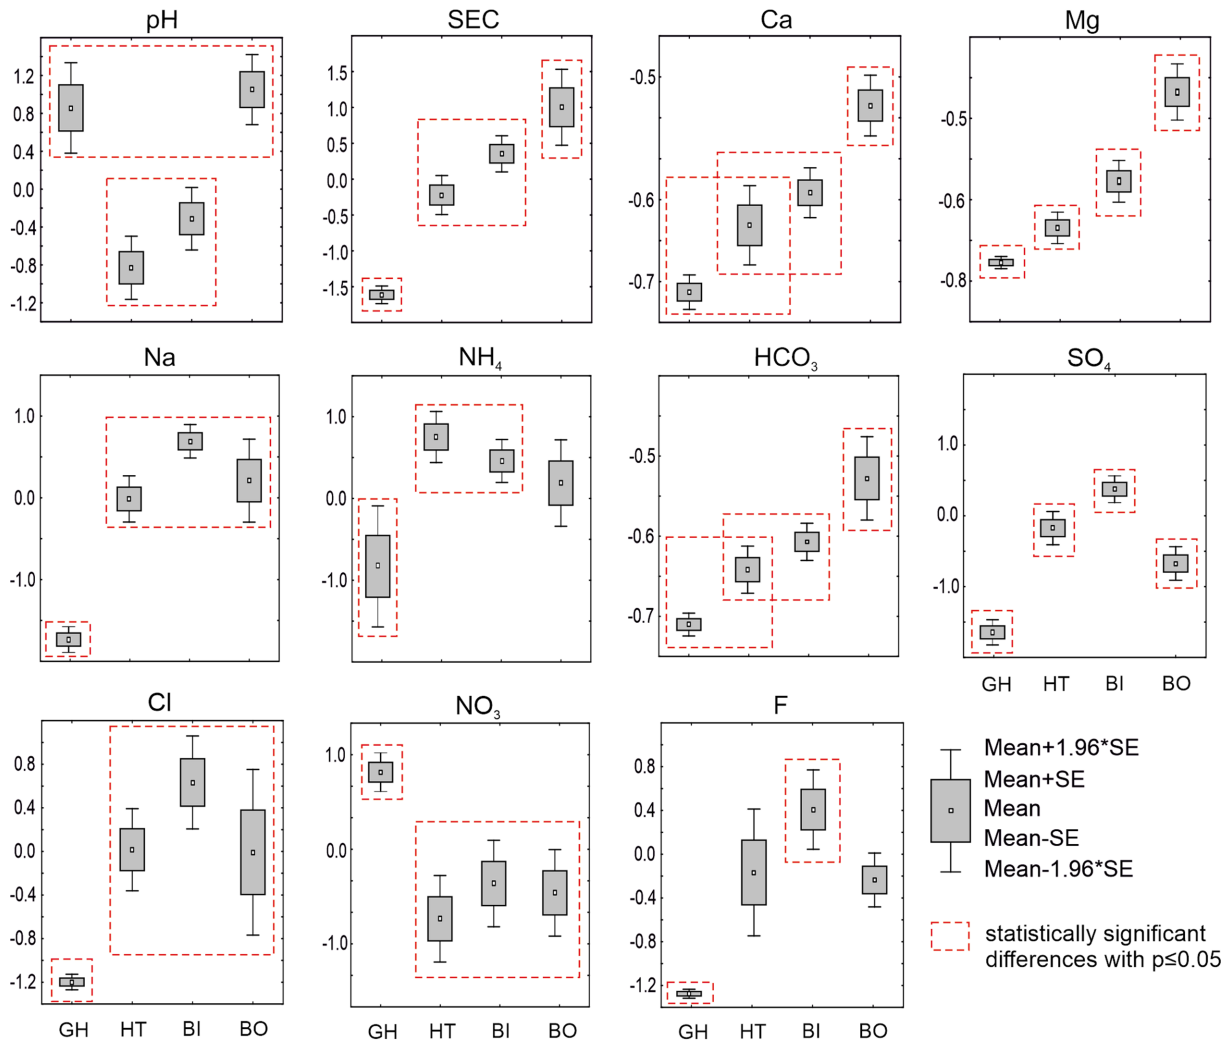 pH
SEC
Ca
Mg
1.2
0.8
0.4
0.0
-0.4
-0.8
-1.2
1.5
1.0
0.5
0.0
-0.5
-1.0
-1.5
-0.5
-0.6
-0.7
-0.5
-0.6
-0.8
Na
NH₄
HCO₃
SO₄
1.0
0.0
-1.0
1.0
0.0
-1.0
-0.5
-0.6
-0.7
1.0
0.0
-1.0
GH HT BI BO
Cl
NO₃
F
0.8
0.4
0.0
-0.4
-0.8
-1.2
1.0
-1.0
0.8
0.4
0.0
-0.4
-0.8
-1.2
GH HT BI BO
GH HT BI BO
GH HT BI BO
Mean+1.96*SE
Mean+SE
Mean
Mean-SE
Mean-1.96*SE
statistically significant
differences with p≤0.05